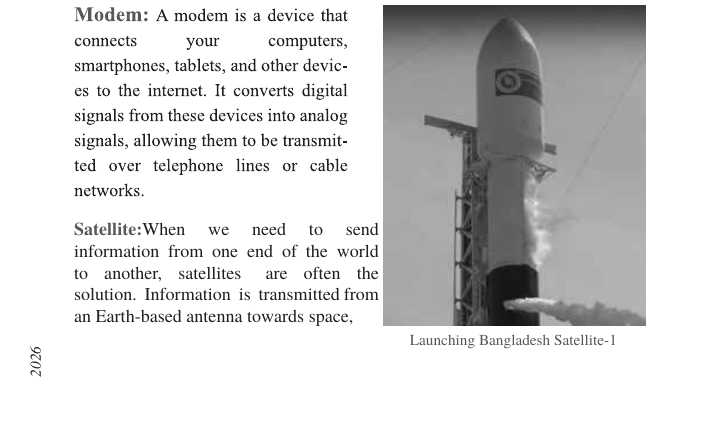 Modem: A modem is a device that
connects your computers,
smartphones, tablets, and other devic-
es to the internet. It converts digital
signals from these devices into analog
signals, allowing them to be transmit-
ted over telephone lines or cable
networks.
Satellite:When we need to send
information from one end of the world
to another, satellites are often the
solution. Information is transmitted from
an Earth-based antenna towards space,
Launching Bangladesh Satellite-1
2026